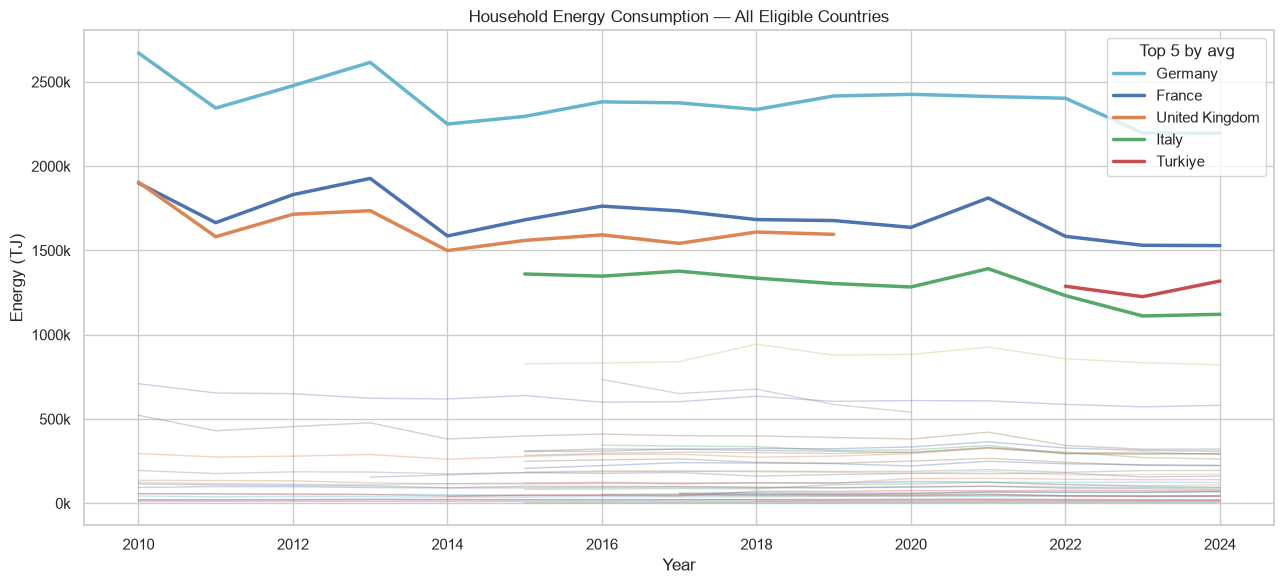 Household Energy Consumption — All Eligible Countries
Top 5 by avg
Germany
France
United Kingdom
Italy
Turkiye
Energy (TJ)
2500k
2000k
1500k
1000k
500k
0k
2010 2012 2014 2016 2018 2020 2022 2024
Year